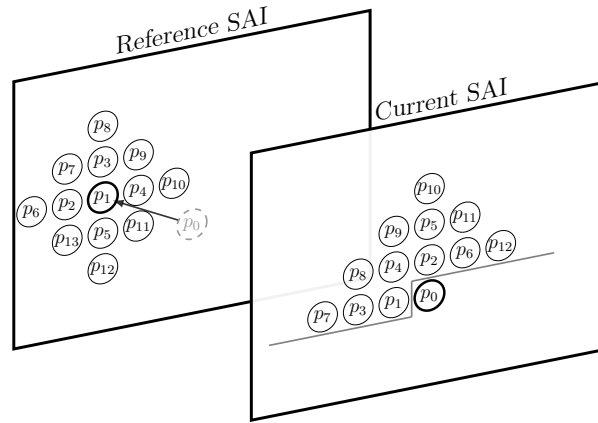 Reference SAI
p₈
p₇ p₃ p₉
p₆ p₂ p₁ p₄ p₁₀
p₁₃ p₅ p₁₁ p₀
p₁₂
Current SAI
p₁₀
p₉ p₅ p₁₁
p₈ p₄ p₂ p₆ p₁₂
p₇ p₃ p₁ p₀